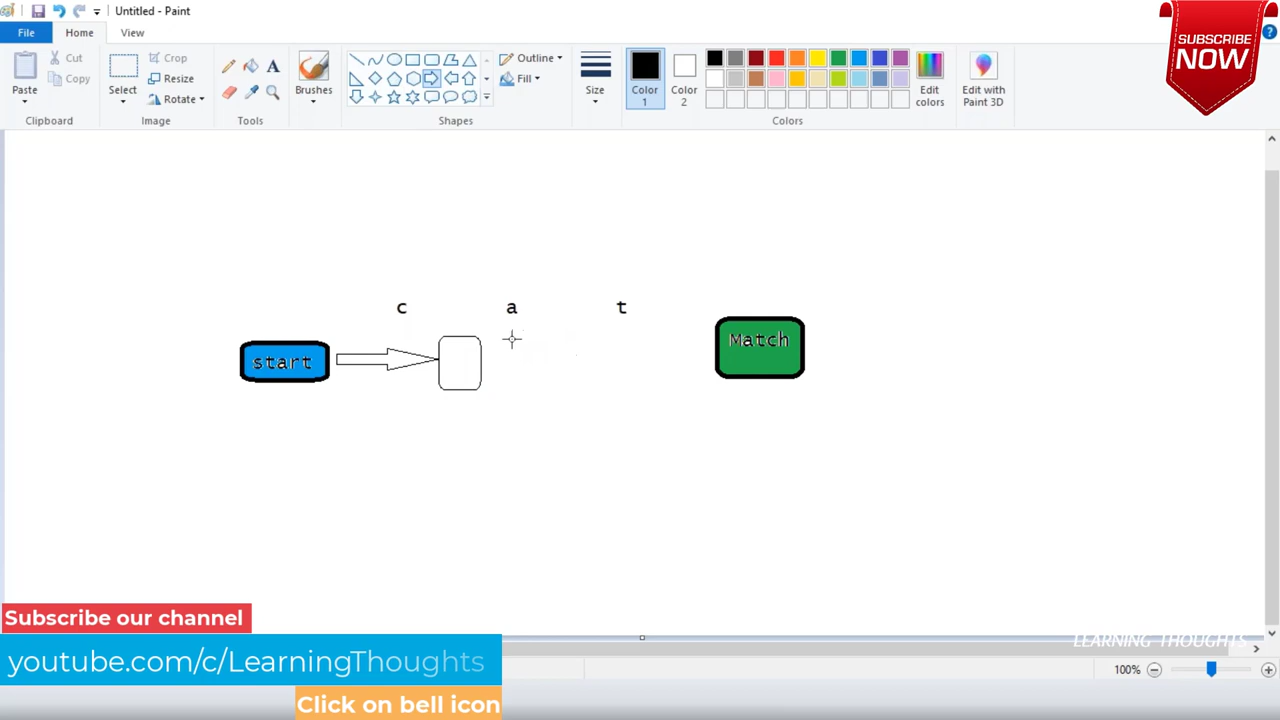 Untitled - Paint
File
Home
View
Paste
Cut
Copy
Clipboard
Select
Crop
Resize
Rotate
Image
Tools
Brushes
Shapes
Outline
Fill
Size
Color
1
Color
2
Colors
Edit
colors
Edit with
Paint 3D
SUBSCRIBE
NOW
c a t
start
Match
Subscribe our channel
youtube.com/c/LearningThoughts
Click on bell icon
LEARNING THOUGHTS
100%